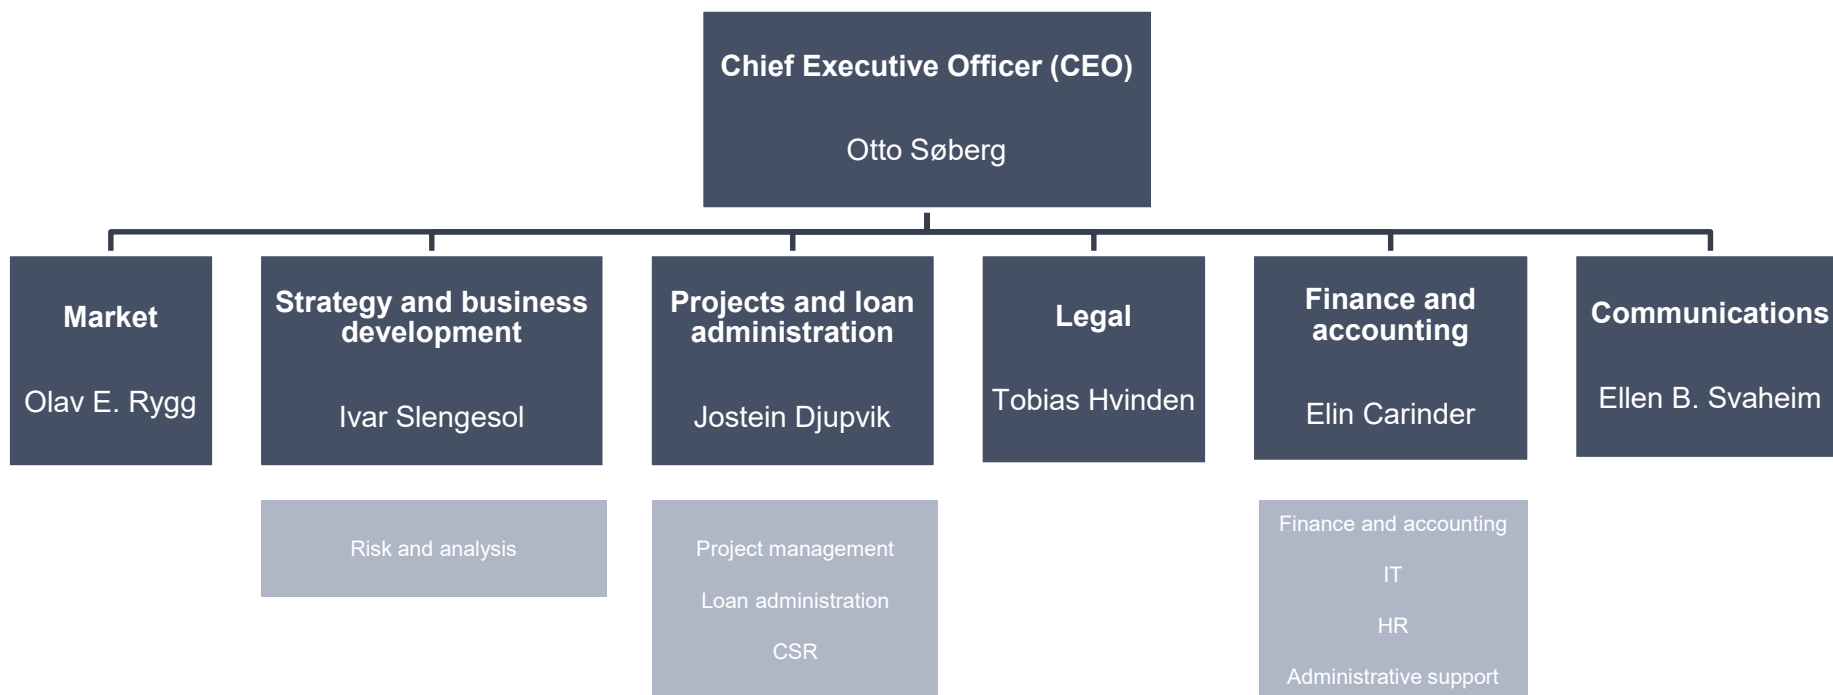 Chief Executive Officer (CEO)
Otto Søberg
Market
Olav E. Rygg
Strategy and business
development
Ivar Slengesol
Projects and loan
administration
Jostein Djupvik
Legal
Tobias Hvinden
Finance and
accounting
Elin Carinder
Communications
Ellen B. Svaheim
Risk and analysis
Project management
Loan administration
CSR
Finance and accounting
IT
HR
Administrative support